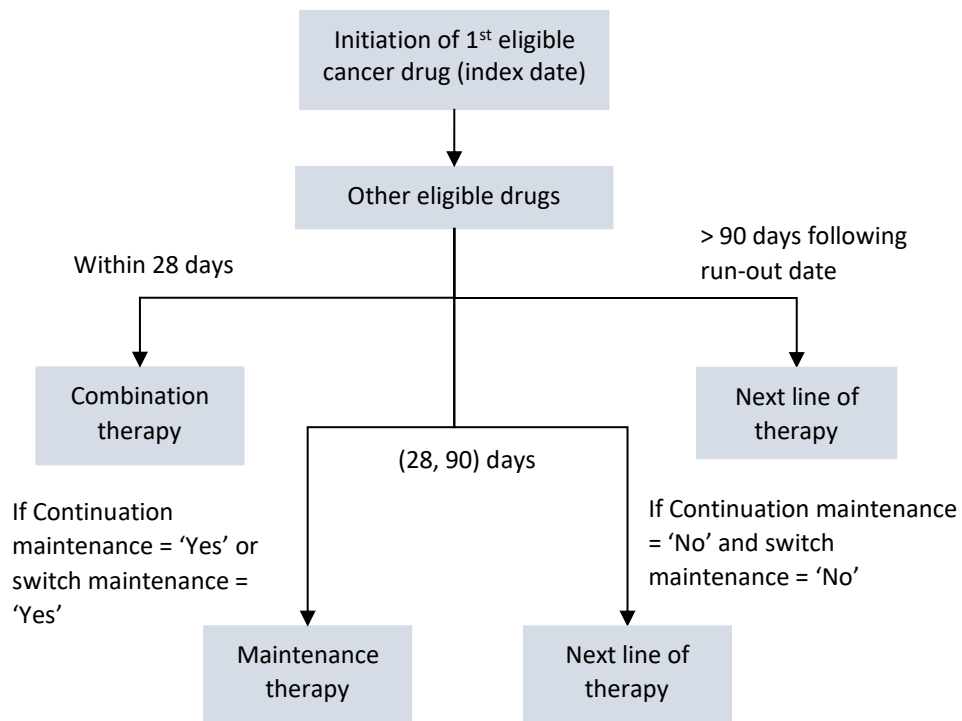 Initiation of 1st eligible
cancer drug (index date)
Other eligible drugs
Within 28 days
> 90 days following
run-out date
Combination
therapy
Next line of
therapy
(28, 90) days
If Continuation
maintenance = ‘Yes’ or
switch maintenance =
‘Yes’
If Continuation maintenance
= ‘No’ and switch
maintenance = ‘No’
Maintenance
therapy
Next line of
therapy